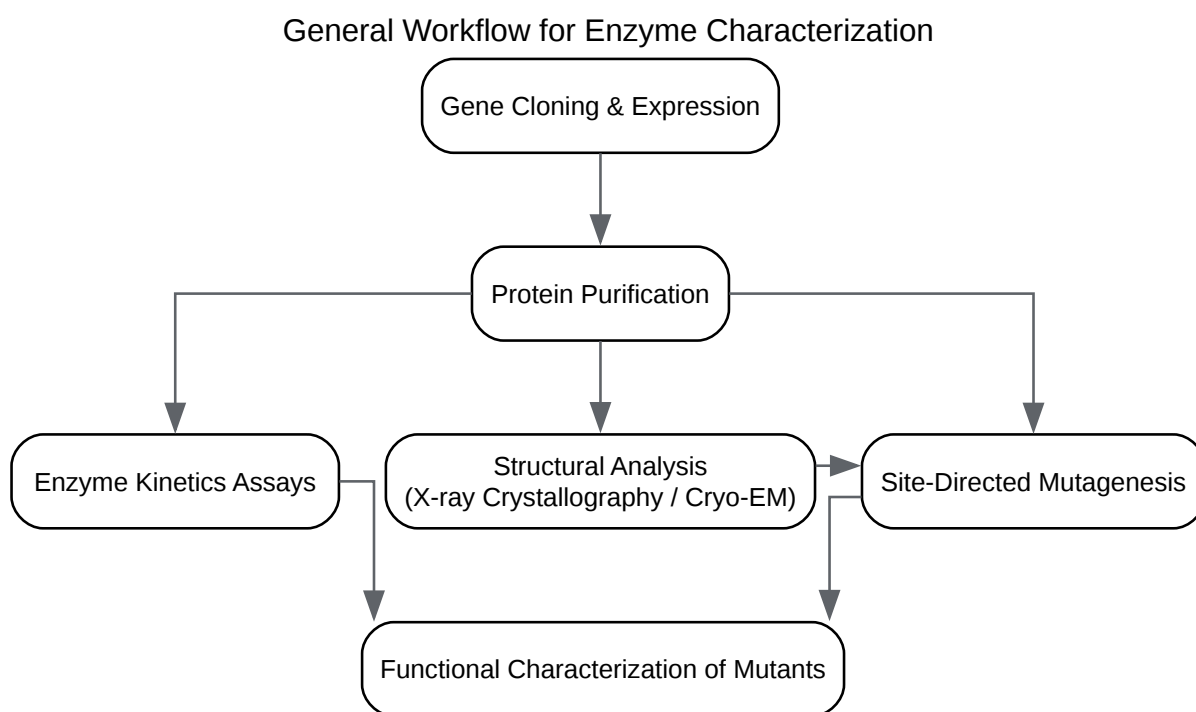 General Workflow for Enzyme Characterization
Gene Cloning & Expression
Protein Purification
Enzyme Kinetics Assays
Structural Analysis
(X-ray Crystallography / Cryo-EM)
Site-Directed Mutagenesis
Functional Characterization of Mutants